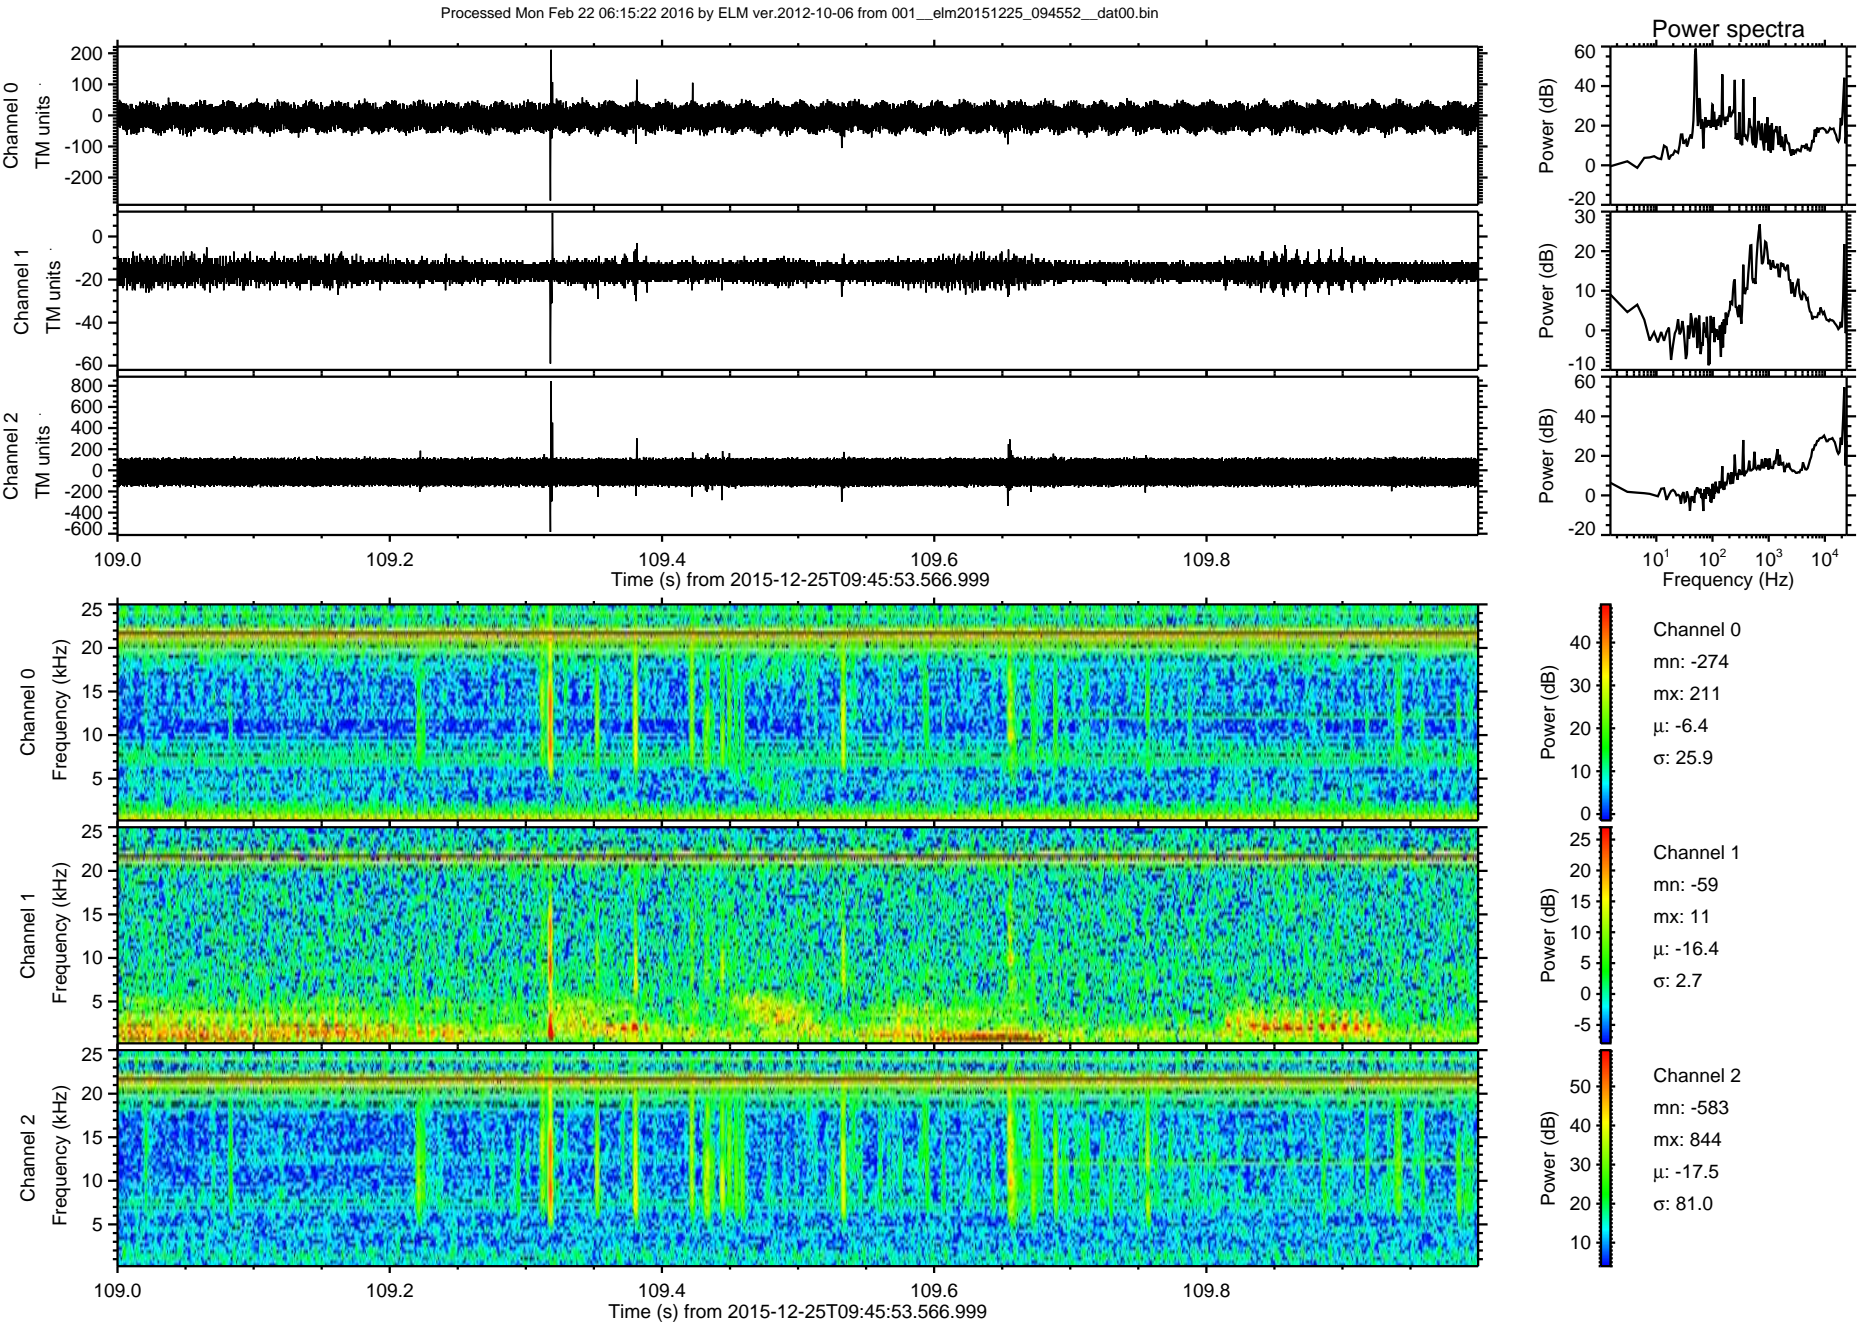 Processed Mon Feb 22 06:15:22 2016 by ELM ver.2012-10-06 from 001__elm20151225_094552__dat00.bin
Power spectra
Channel 0
TM units
200
100
0
-100
-200
Power (dB)
60
40
20
0
-20
Channel 1
TM units
0
-20
-40
-60
Power (dB)
30
20
10
0
-10
Channel 2
TM units
800
600
400
200
0
-200
-400
-600
Power (dB)
60
40
20
0
-20
109.0 109.2 109.4 109.6 109.8
Time (s) from 2015-12-25T09:45:53.566.999
10¹ 10² 10³ 10⁴
Frequency (Hz)
Channel 0
Frequency (kHz)
25
20
15
10
5
Power (dB)
40
30
20
10
0
Channel 0
mn: -274
mx: 211
μ: -6.4
σ: 25.9
Channel 1
Frequency (kHz)
25
20
15
10
5
Power (dB)
25
20
15
10
5
0
-5
Channel 1
mn: -59
mx: 11
μ: -16.4
σ: 2.7
Channel 2
Frequency (kHz)
25
20
15
10
5
Power (dB)
50
40
30
20
10
Channel 2
mn: -583
mx: 844
μ: -17.5
σ: 81.0
109.0 109.2 109.4 109.6 109.8
Time (s) from 2015-12-25T09:45:53.566.999